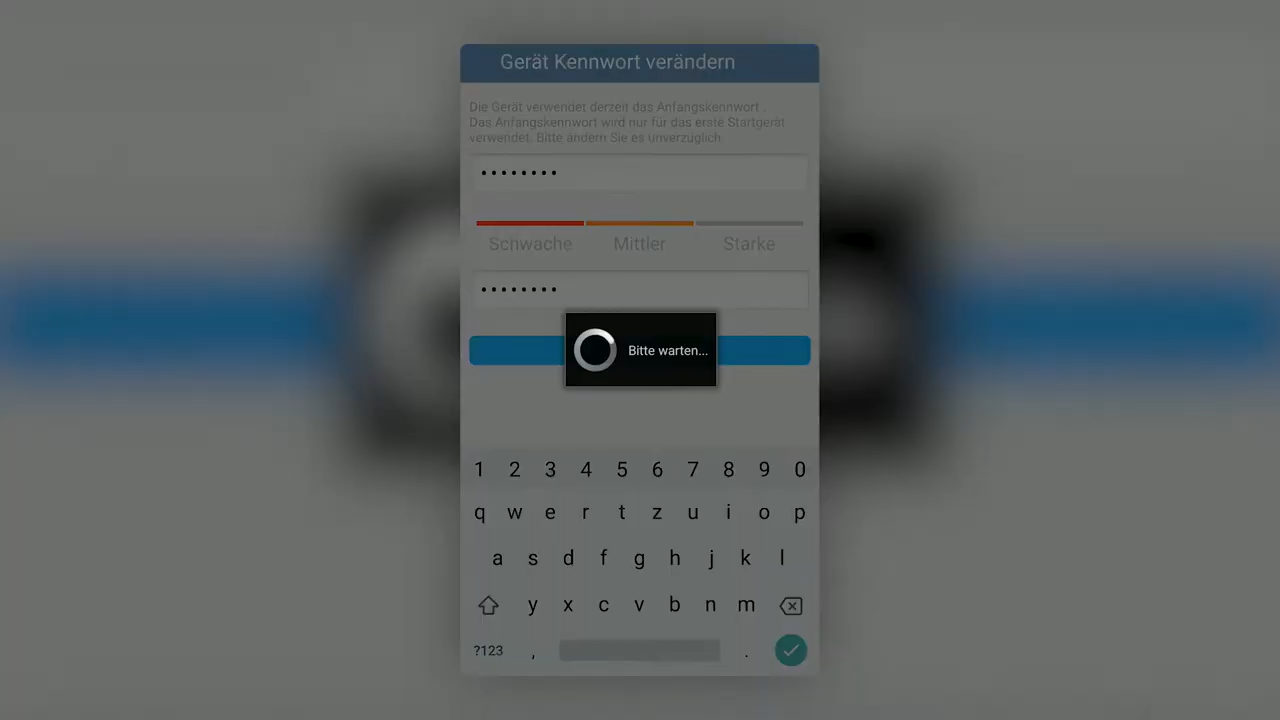 Gerät Kennwort verändern
Die Gerät verwendet derzeit das Anfangskennwort .
Das Anfangskennwort wird nur für das erste Startgerät
verwendet. Bitte ändern Sie es unverzüglich
••••••••
Schwache Mittler Starke
••••••••
Bitte warten...
1 2 3 4 5 6 7 8 9 0
q w e r t z u i o p
a s d f g h j k l
y x c v b n m
?123 , .